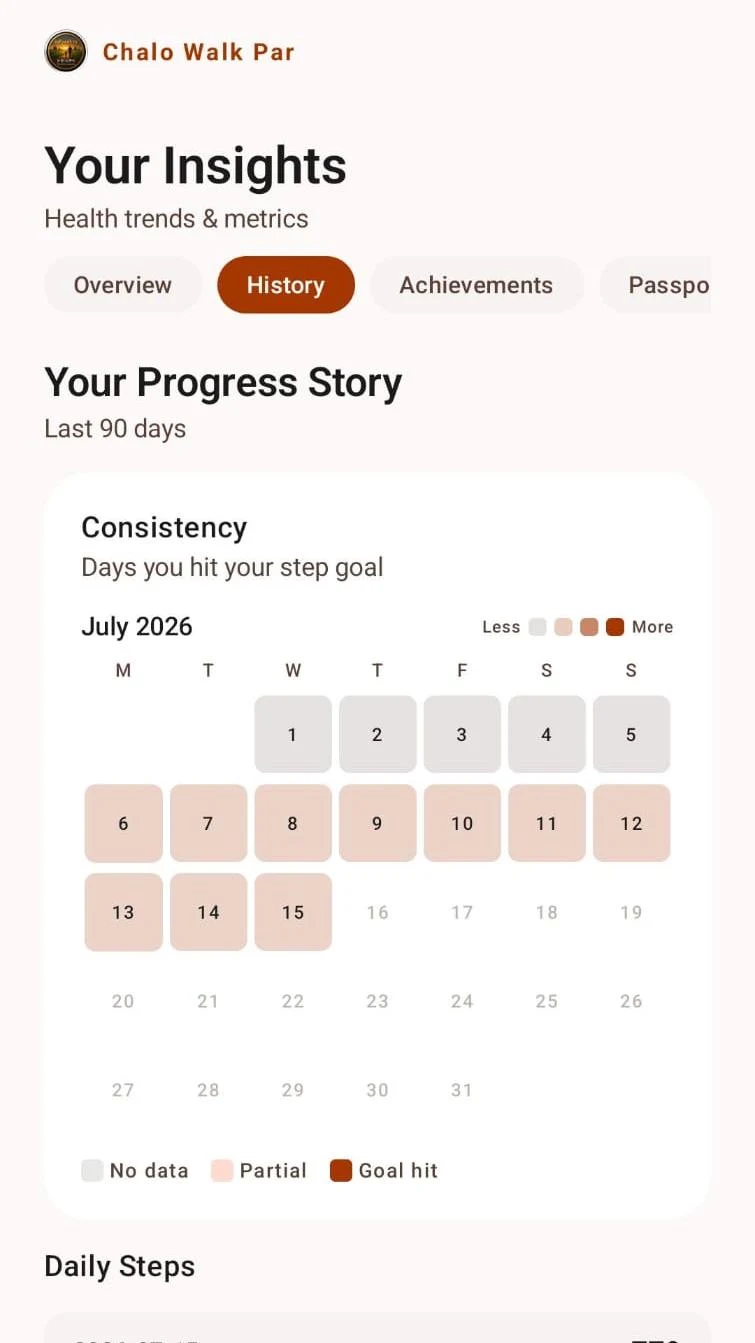 Chalo Walk Par
Your Insights
Health trends & metrics
Overview History Achievements Passpo
Your Progress Story
Last 90 days
Consistency
Days you hit your step goal
July 2026 Less More
M T W T F S S
1 2 3 4 5
6 7 8 9 10 11 12
13 14 15 16 17 18 19
20 21 22 23 24 25 26
27 28 29 30 31
No data Partial Goal hit
Daily Steps